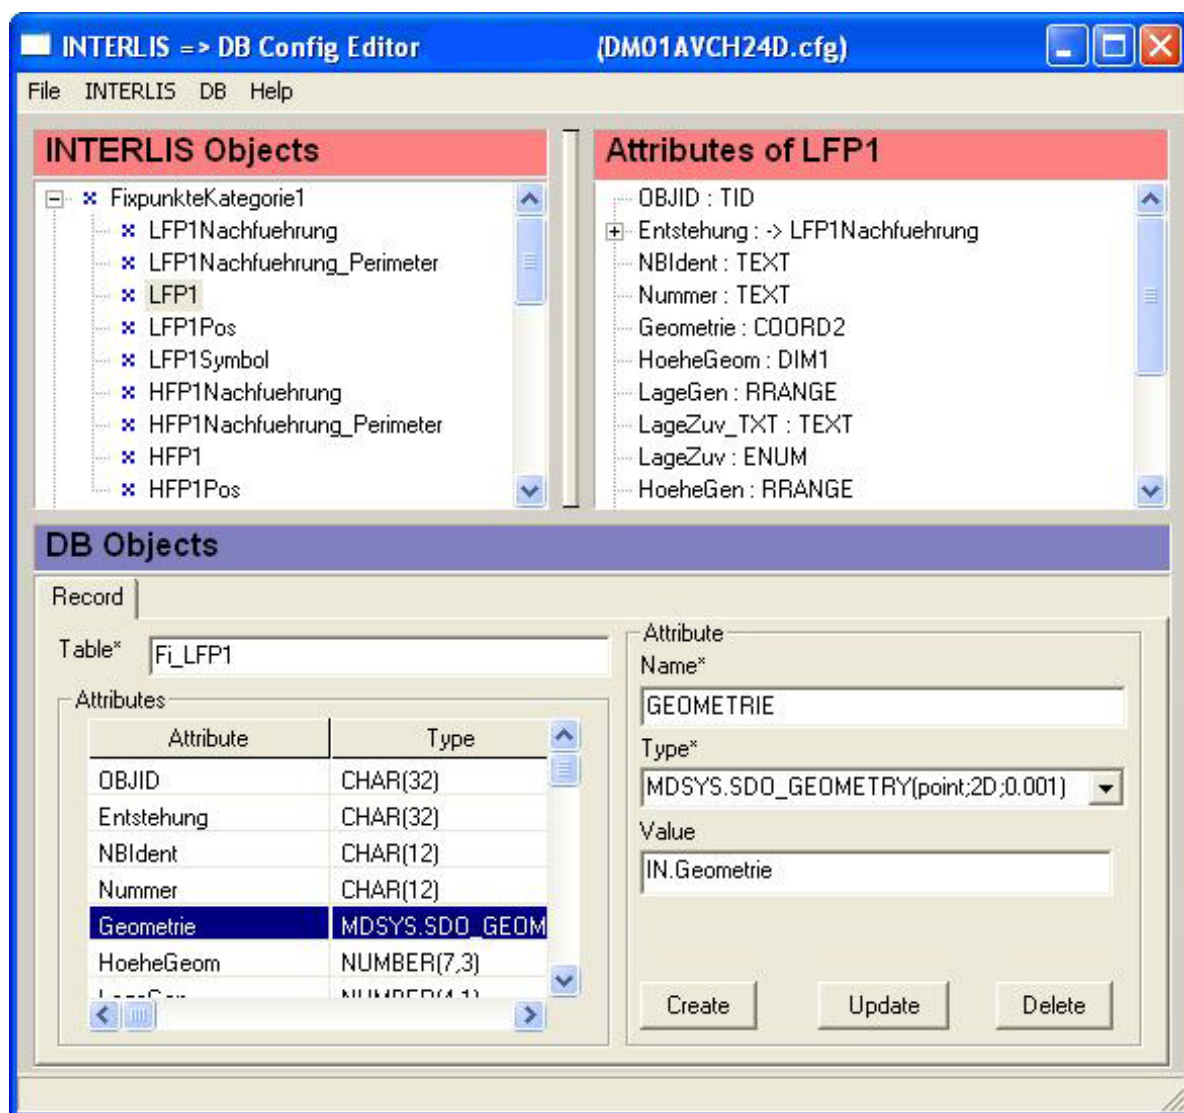 INTERLIS => DB Config Editor (DM01AVCH24D.cfg)
File INTERLIS DB Help
INTERLIS Objects
FixpunkteKategorie1
LFP1Nachfuehrung
LFP1Nachfuehrung_Perimeter
LFP1
LFP1Pos
LFP1Symbol
HFP1Nachfuehrung
HFP1Nachfuehrung_Perimeter
HFP1
HFP1Pos
Attributes of LFP1
OBJID : TID
Entstehung : -> LFP1Nachfuehrung
NBIdent : TEXT
Nummer : TEXT
Geometrie : COORD2
HoeheGeom : DIM1
LageGen : RRANGE
LageZuv_TXT : TEXT
LageZuv : ENUM
HoeheGen : RRANGE
DB Objects
Record
Table* Fi_LFP1
Attributes
Attribute Type
OBJID CHAR(32)
Entstehung CHAR(32)
NBIdent CHAR(12)
Nummer CHAR(12)
Geometrie MDSYS.SDO_GEOM
HoeheGeom NUMBER(7,3)
LageGen NUMBER(4,1)
Attribute
Name*
GEOMETRIE
Type*
MDSYS.SDO_GEOMETRY(point;2D;0.001)
Value
IN.Geometrie
Create Update Delete